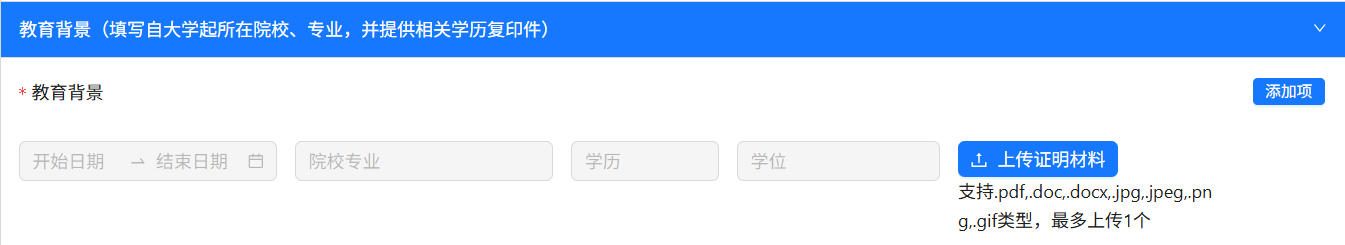 教育背景（填写自大学起所在院校、专业，并提供相关学历复印件）
* 教育背景
添加项
开始日期 → 结束日期
院校专业
学历
学位
上传证明材料
支持.pdf,.doc,.docx,.jpg,.jpeg,.pn
g,.gif类型，最多上传1个